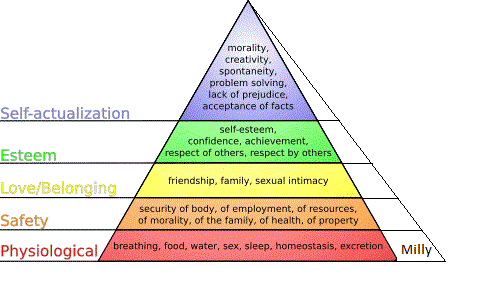 morality,
creativity,
spontaneity,
problem solving,
lack of prejudice,
acceptance of facts
Self-actualization
self-esteem,
confidence, achievement,
respect of others, respect by others
Esteem
friendship, family, sexual intimacy
Love/Belonging
security of body, of employment, of resources,
of morality, of the family, of health, of property
Safety
breathing, food, water, sex, sleep, homeostasis, excretion
Physiological
Milly